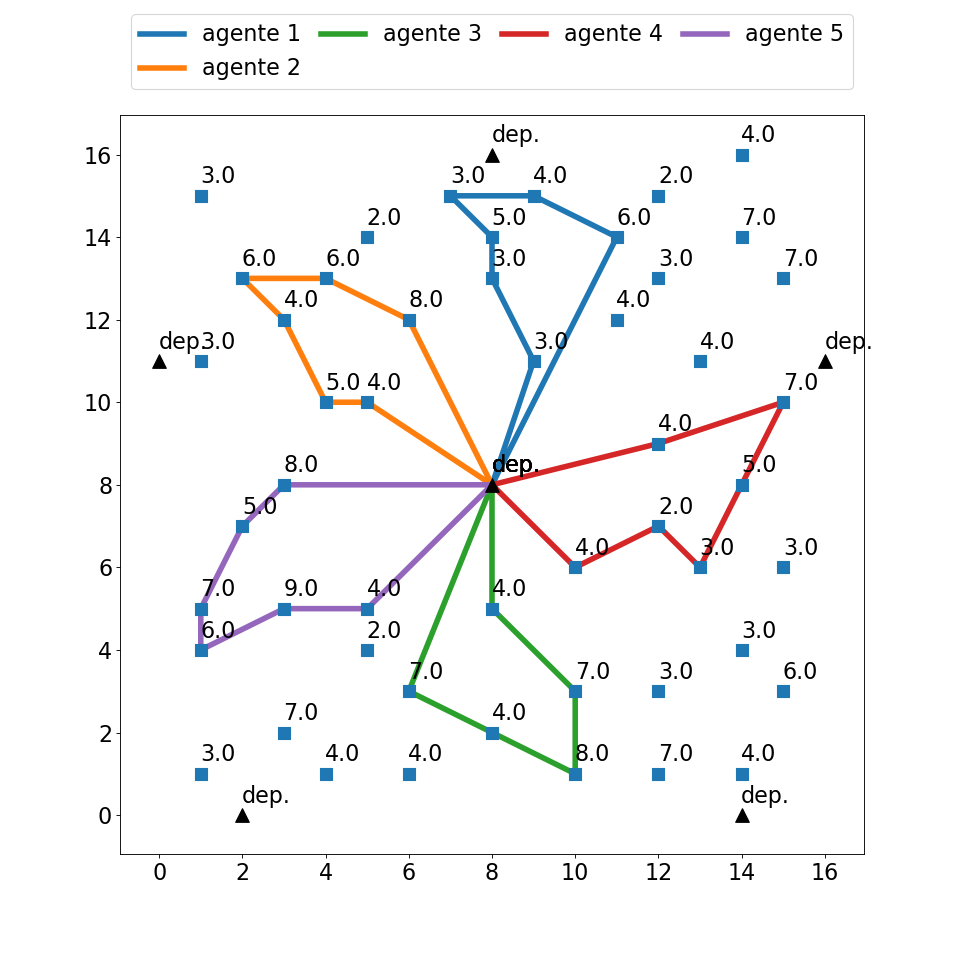 agente 1 agente 3 agente 4 agente 5
agente 2
4.0
dep.
16
3.0 3.0 4.0 2.0
2.0 5.0 6.0 7.0
14
6.0 6.0 3.0 3.0 7.0
4.0 8.0 4.0
12
dep. 3.0 3.0 4.0 dep.
5.0 4.0 7.0
10
4.0
8.0 dep. 5.0
8
5.0 2.0
4.0 3.0 3.0
6
7.0 9.0 4.0 4.0
6.0 2.0 3.0
4
7.0 7.0 3.0 6.0
7.0 4.0
2
3.0 4.0 4.0 8.0 7.0 4.0
dep. dep.
0
0 2 4 6 8 10 12 14 16